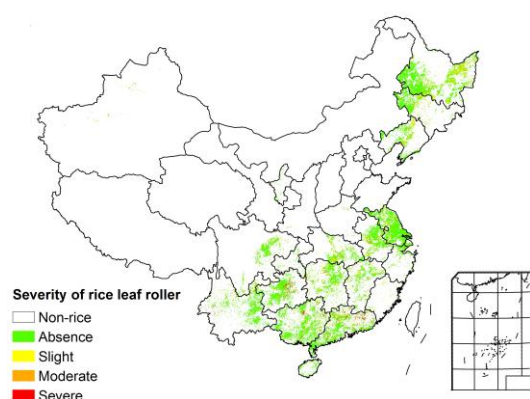 Severity of rice leaf roller
Non-rice
Absence
Slight
Moderate
Severe